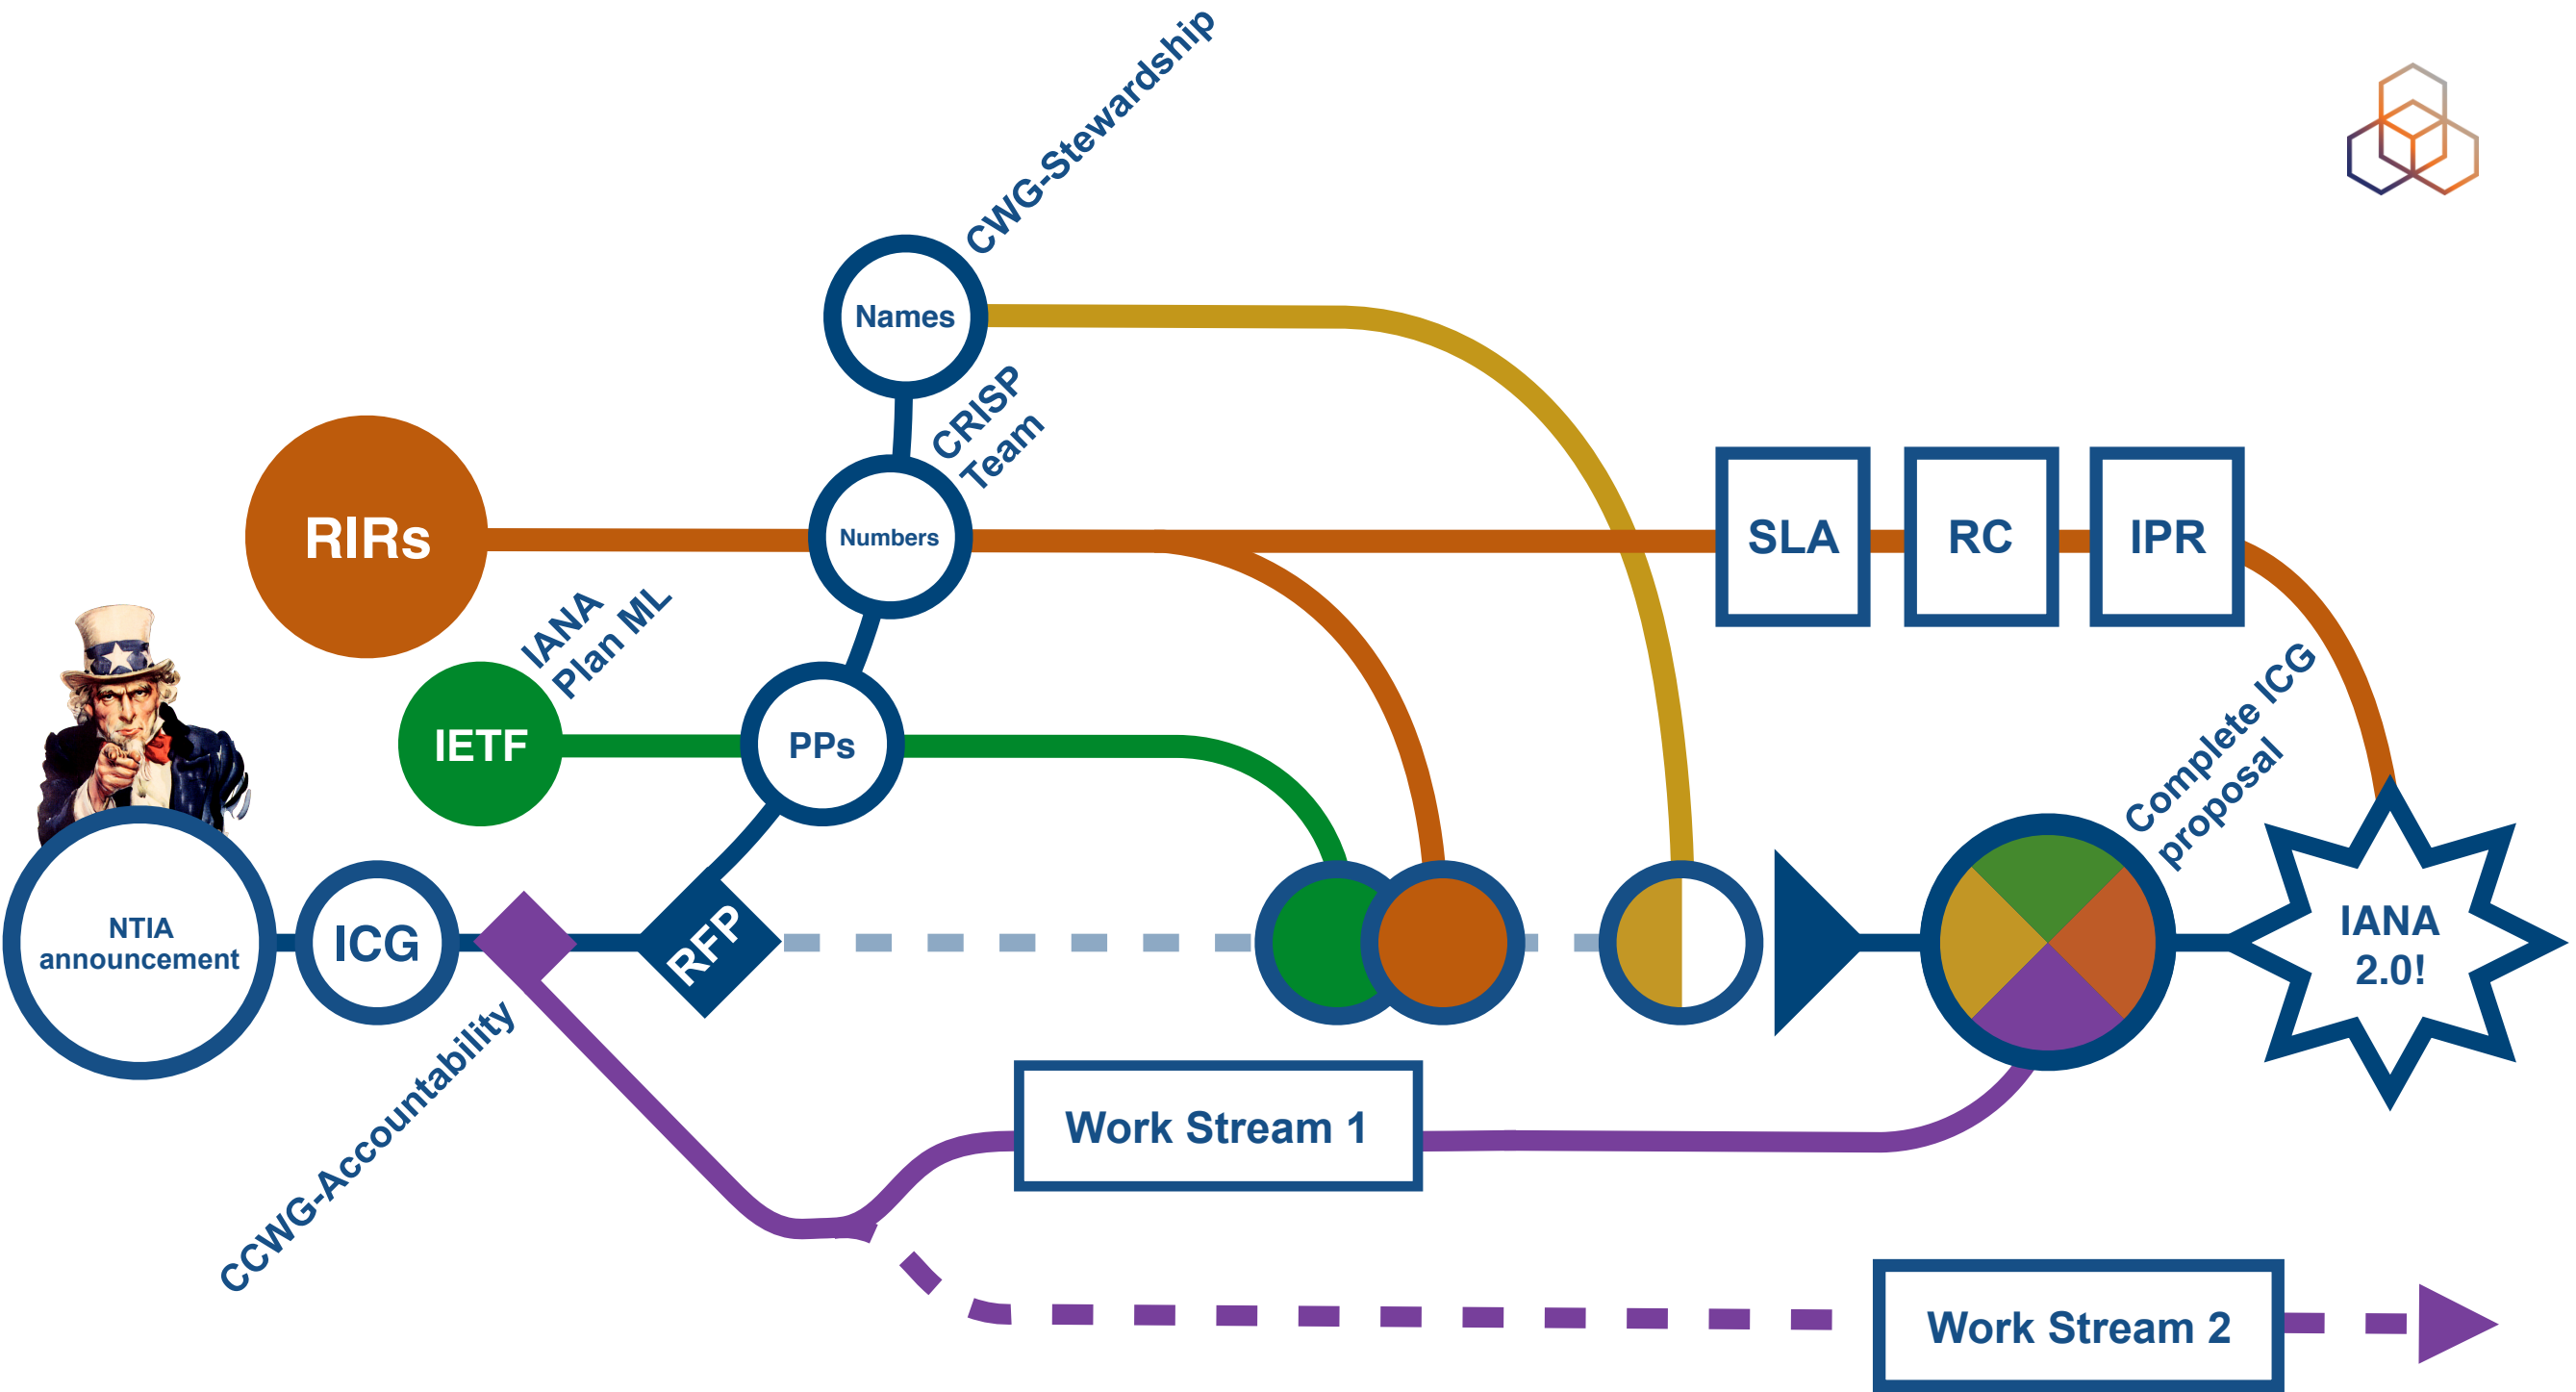 CWG-Stewardship
Names
CRISP
Team
RIRs
Numbers
SLA
RC
IPR
IANA
Plan ML
IETF
PPs
Complete ICG
proposal
NTIA
announcement
ICG
RFP
IANA
2.0!
CCWG-Accountability
Work Stream 1
Work Stream 2